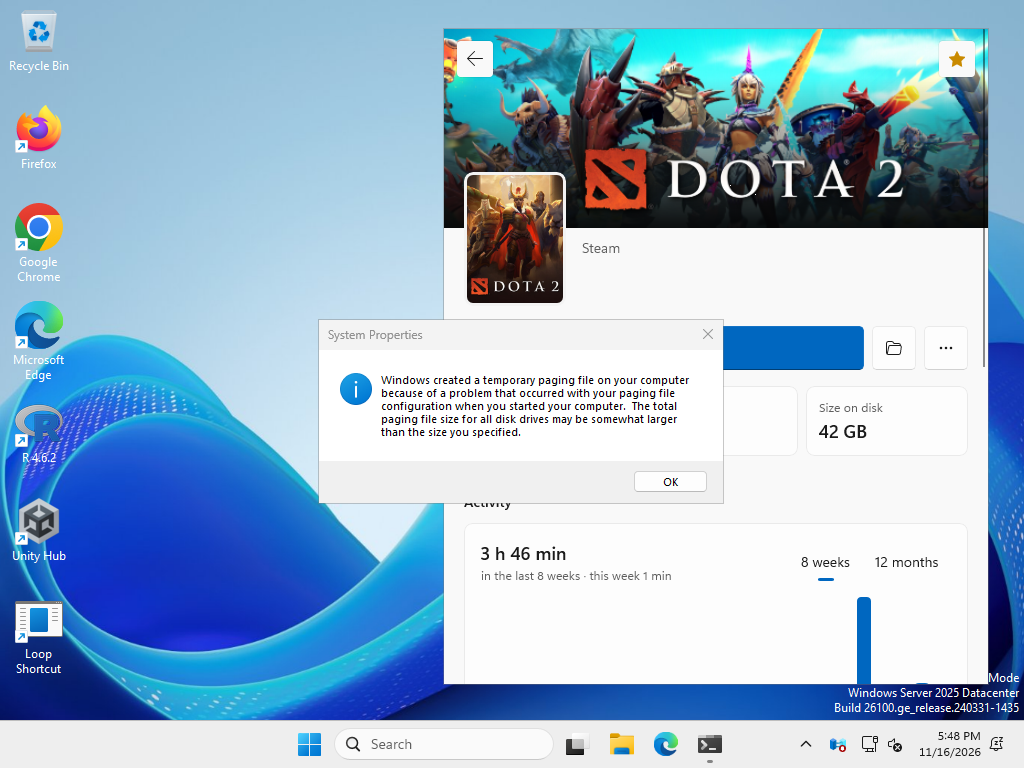 Recycle Bin
Firefox
Google
Chrome
Microsoft
Edge
R 4.6.2
Unity Hub
Loop
Shortcut
DOTA 2
DOTA 2
Steam
System Properties
Windows created a temporary paging file on your computer
because of a problem that occurred with your paging file
configuration when you started your computer. The total
paging file size for all disk drives may be somewhat larger
than the size you specified.
OK
Size on disk
42 GB
Activity
3 h 46 min
in the last 8 weeks · this week 1 min
8 weeks
12 months
Mode
Windows Server 2025 Datacenter
Build 26100.ge_release.240331-1435
Search
5:48 PM
11/16/2026